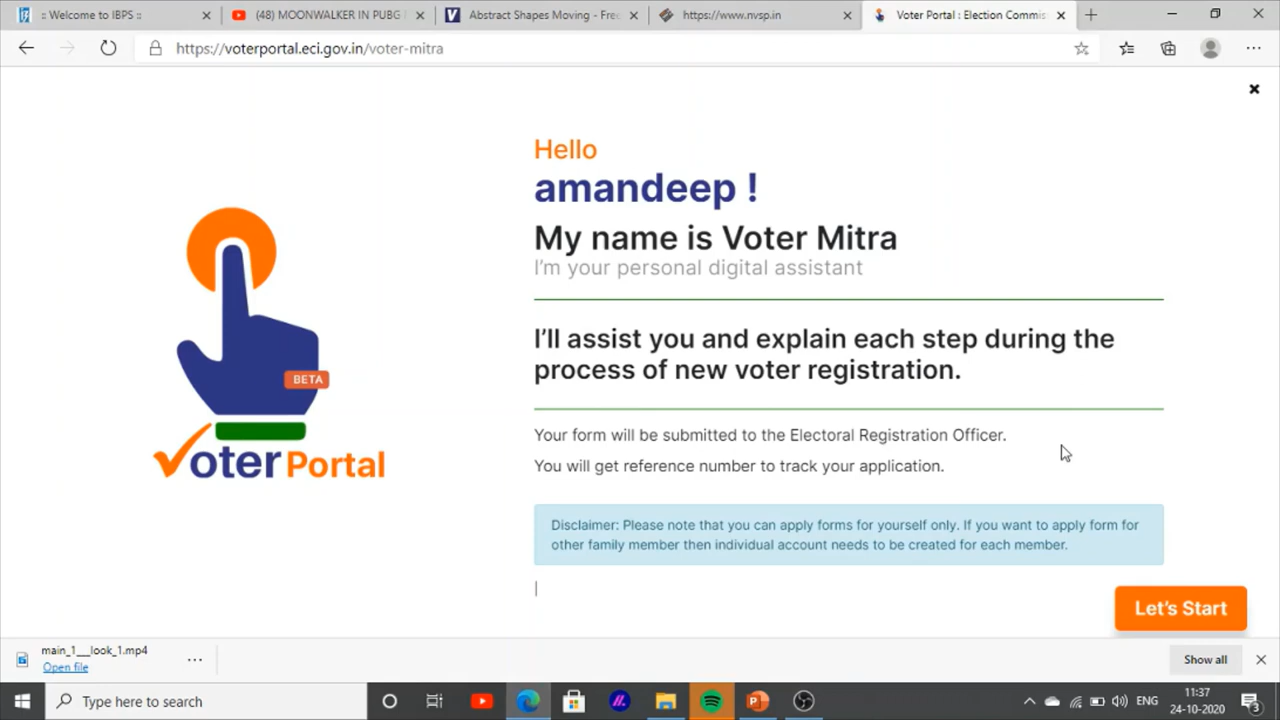 :: Welcome to IBPS ::
(48) MOONWALKER IN PUBG
Abstract Shapes Moving - Free
https://www.nvsp.in
Voter Portal : Election Commis
https://voterportal.eci.gov.in/voter-mitra
Hello
amandeep !
My name is Voter Mitra
I'm your personal digital assistant
I'll assist you and explain each step during the
process of new voter registration.
Your form will be submitted to the Electoral Registration Officer.
You will get reference number to track your application.
Disclaimer: Please note that you can apply forms for yourself only. If you want to apply form for
other family member then individual account needs to be created for each member.
BETA
Voter Portal
Let's Start
main_1__look_1.mp4
Open file
Show all
Type here to search
ENG
11:37
24-10-2020
3